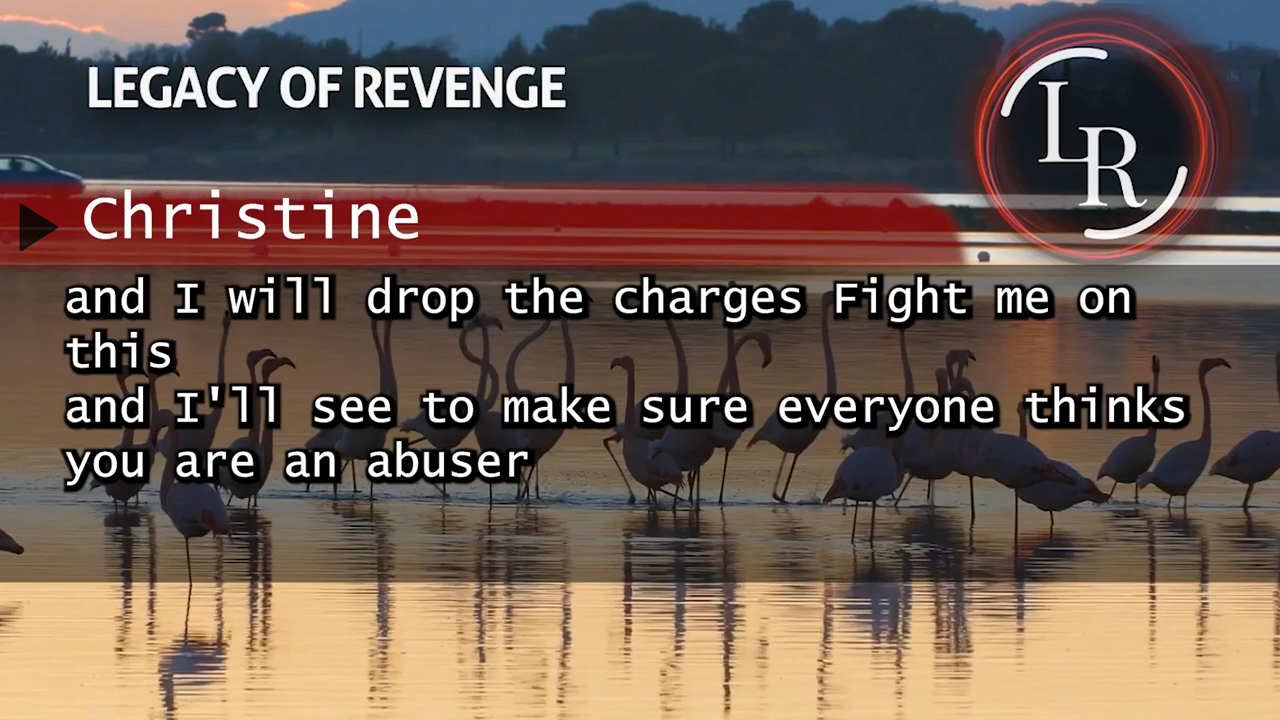 LEGACY OF REVENGE
LR
Christine
and I will drop the charges Fight me on
this
and I'll see to make sure everyone thinks
you are an abuser